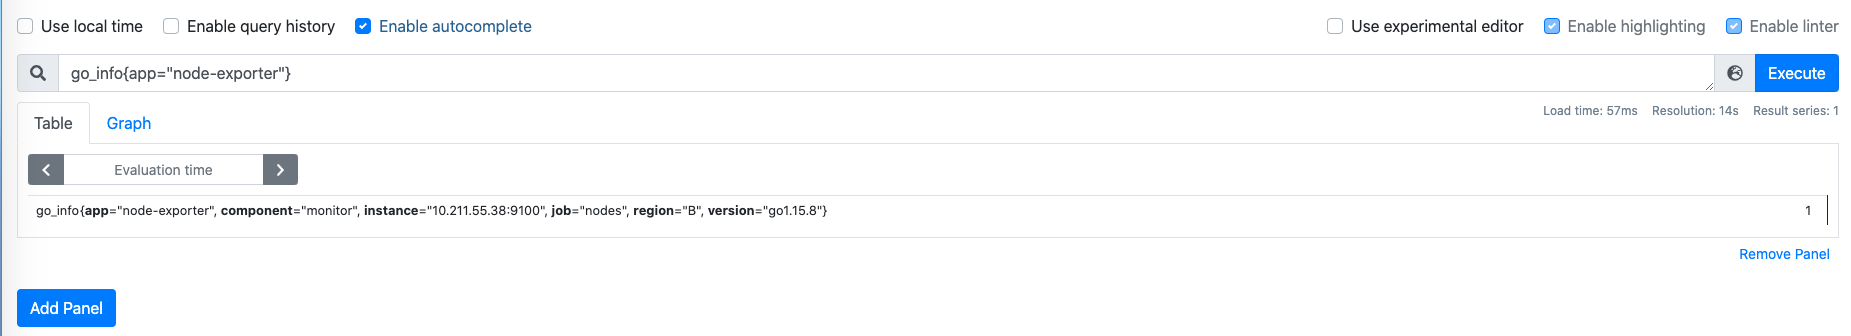 Use local time Enable query history Enable autocomplete Use experimental editor Enable highlighting Enable linter
go_info{app="node-exporter"} Execute
Table Graph Load time: 57ms Resolution: 14s Result series: 1
Evaluation time
go_info{app="node-exporter", component="monitor", instance="10.211.55.38:9100", job="nodes", region="B", version="go1.15.8"} 1
Remove Panel
Add Panel